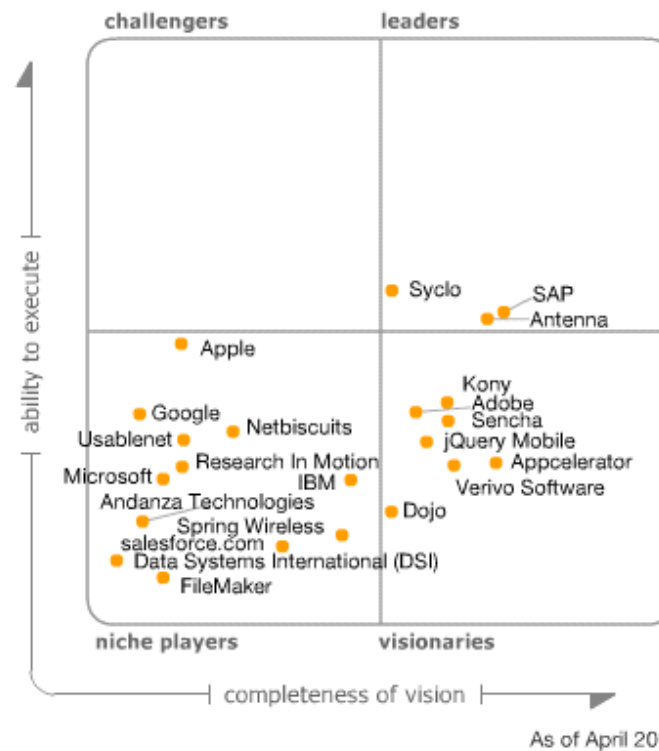 challengers
leaders
ability to execute
Syclo
SAP
Antenna
Apple
Kony
Adobe
Google
Netbiscuits
Sencha
Usablenet
jQuery Mobile
Research In Motion
Appcelerator
Microsoft
IBM
Verivo Software
Andanza Technologies
Dojo
Spring Wireless
salesforce.com
Data Systems International (DSI)
FileMaker
niche players
visionaries
completeness of vision
As of April 20